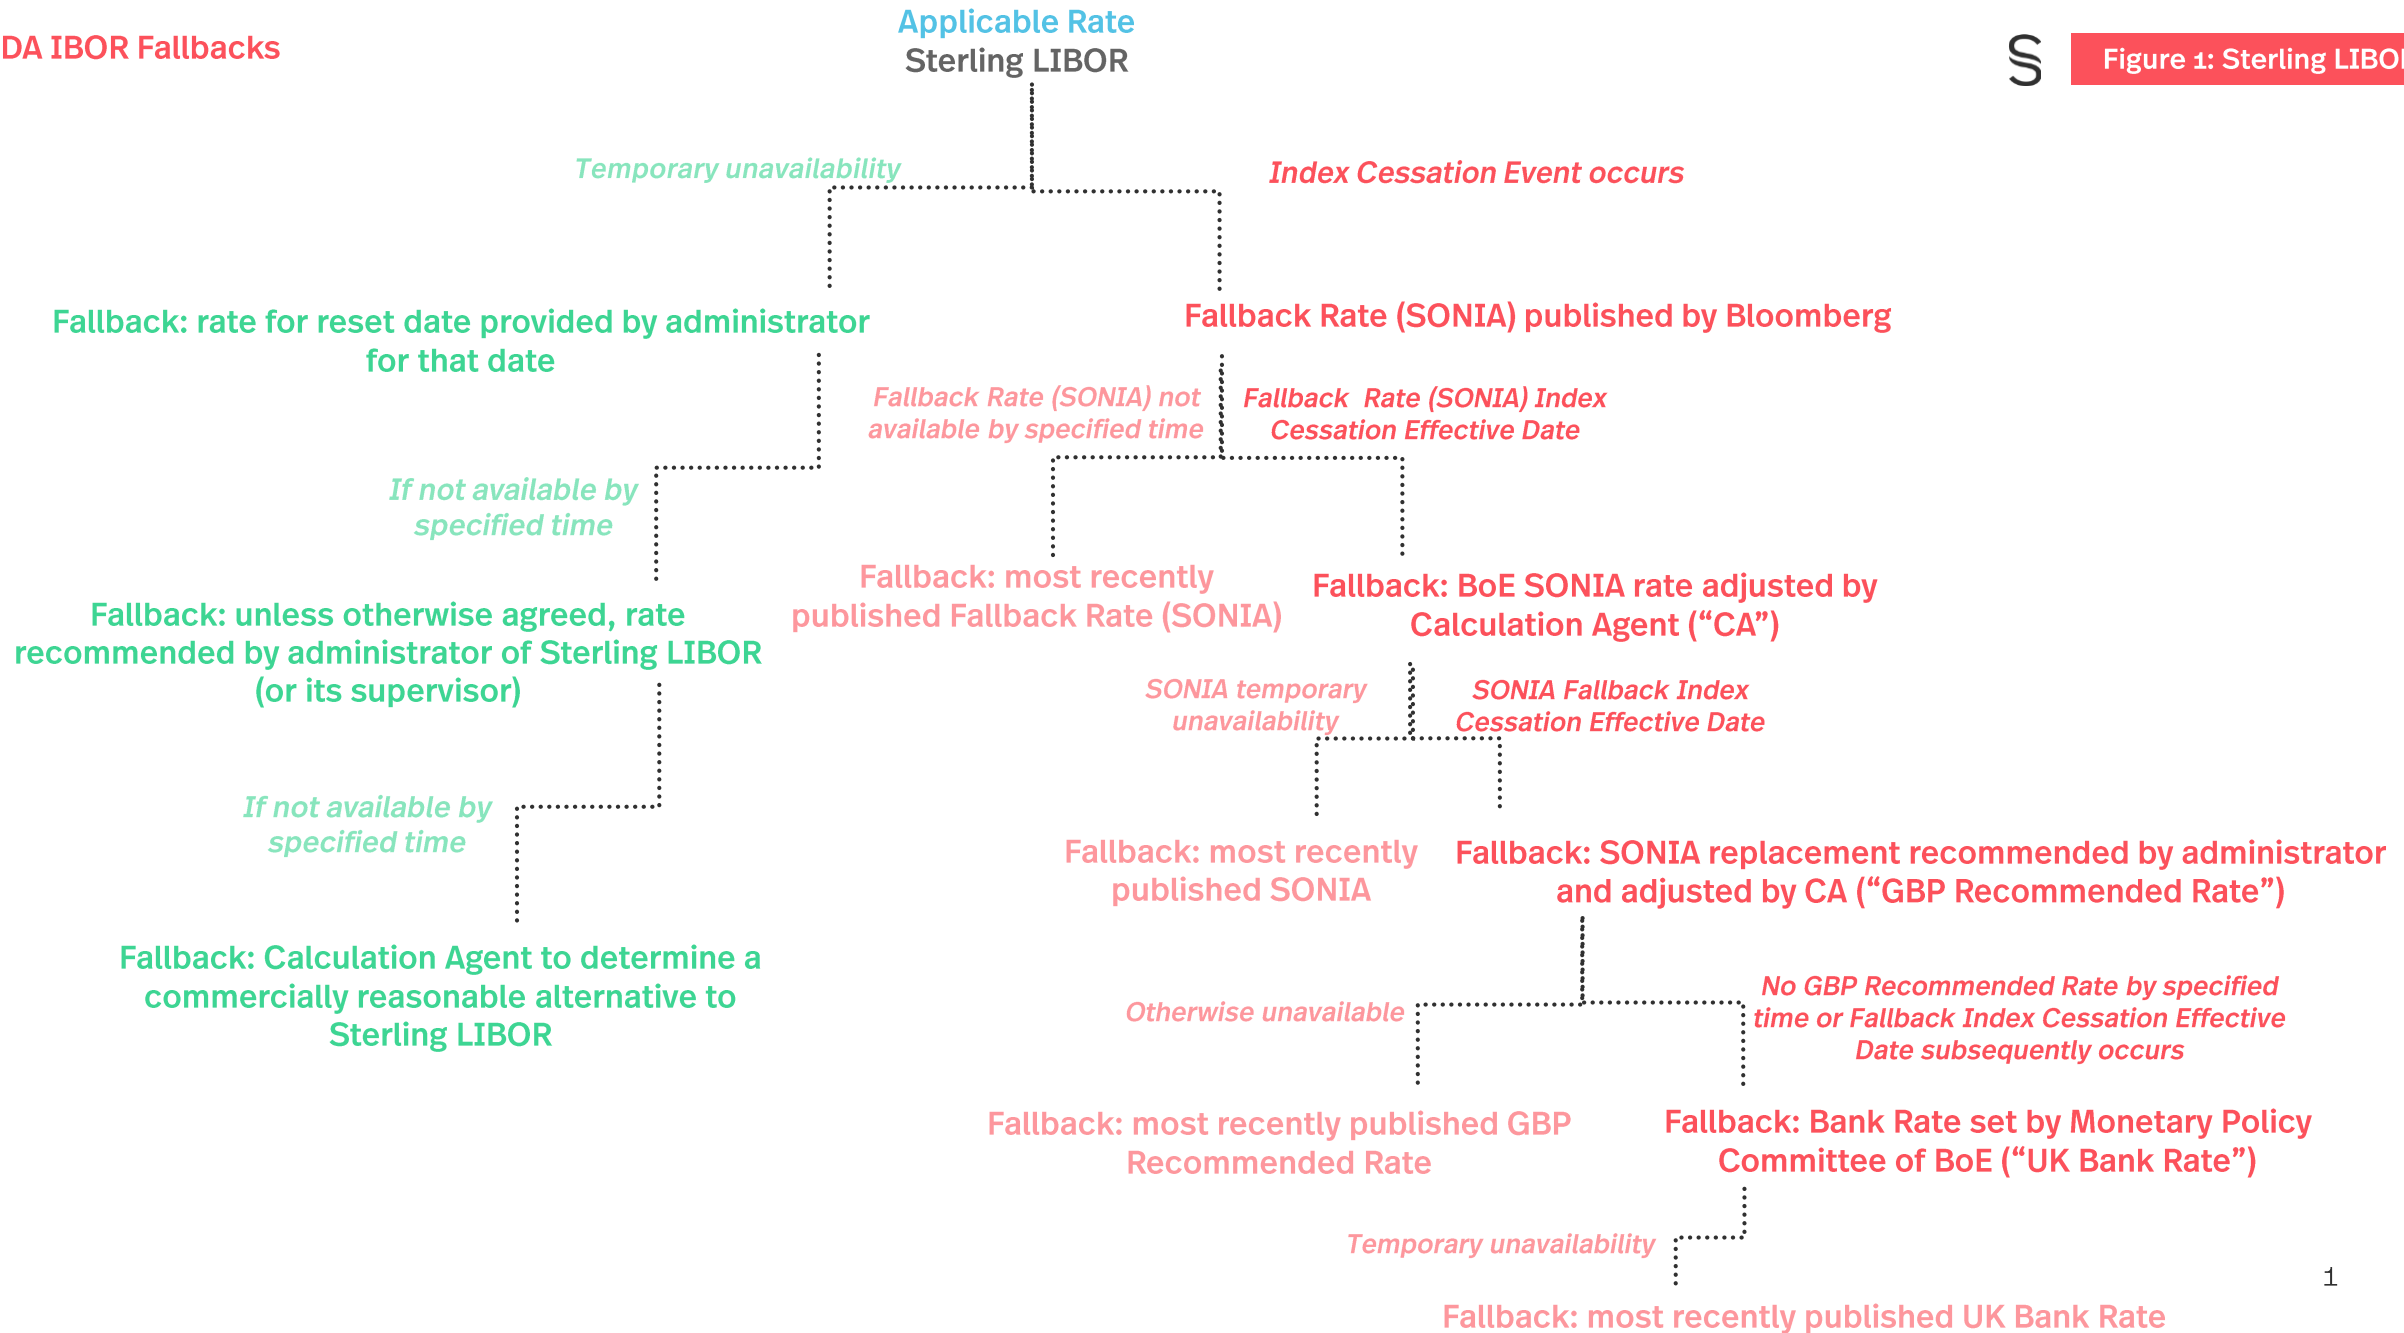 DA IBOR Fallbacks
Applicable Rate
Sterling LIBOR
S
Figure 1: Sterling
Temporary unavailability
Index Cessation Event occurs
Fallback: rate for reset date provided by administrator
for that date
Fallback Rate (SONIA) published by Bloomberg
Fallback Rate (SONIA) not
available by specified time
Fallback Rate (SONIA) Index
Cessation Effective Date
If not available by
specified time
Fallback: most recently
published Fallback Rate (SONIA)
Fallback: BoE SONIA rate adjusted by
Calculation Agent (“CA”)
Fallback: unless otherwise agreed, rate
recommended by administrator of Sterling LIBOR
(or its supervisor)
SONIA temporary
unavailability
SONIA Fallback Index
Cessation Effective Date
If not available by
specified time
Fallback: most recently
published SONIA
Fallback: SONIA replacement recommended by administrator
and adjusted by CA (“GBP Recommended Rate”)
Fallback: Calculation Agent to determine a
commercially reasonable alternative to
Sterling LIBOR
Otherwise unavailable
No GBP Recommended Rate by specified
time or Fallback Index Cessation Effective
Date subsequently occurs
Fallback: most recently published GBP
Recommended Rate
Fallback: Bank Rate set by Monetary Policy
Committee of BoE (“UK Bank Rate”)
Temporary unavailability
Fallback: most recently published UK Bank Rate
1